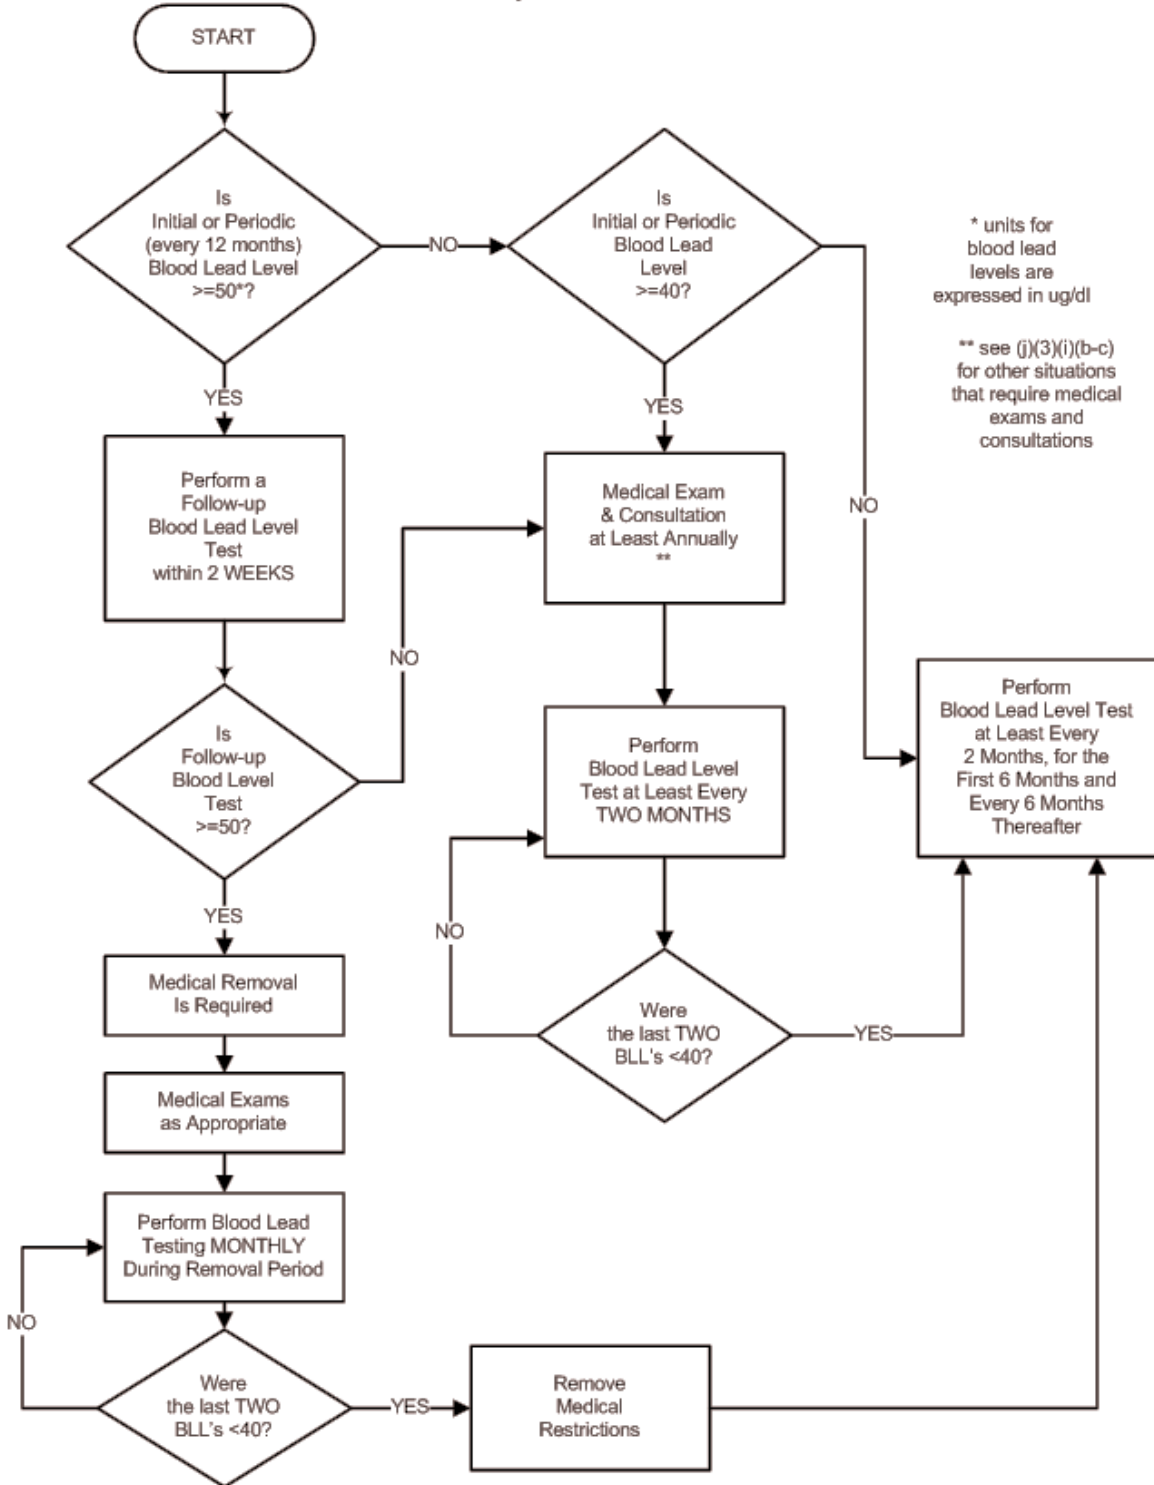 START
Is
Initial or Periodic
(every 12 months)
Blood Lead Level
>=50*?
NO
Is
Initial or Periodic
Blood Lead
Level
>=40?
* units for
blood lead
levels are
expressed in ug/dl
** see (j)(3)(i)(b-c)
for other situations
that require medical
exams and
consultations
YES
YES
NO
Perform a
Follow-up
Blood Lead Level
Test
within 2 WEEKS
Medical Exam
& Consultation
at Least Annually
**
NO
Is
Follow-up
Blood Level
Test
>=50?
Perform
Blood Lead Level
Test at Least Every
TWO MONTHS
Perform
Blood Lead Level Test
at Least Every
2 Months, for the
First 6 Months and
Every 6 Months
Thereafter
YES
NO
Medical Removal
Is Required
Were
the last TWO
BLL's <40?
YES
Medical Exams
as Appropriate
Perform Blood Lead
Testing MONTHLY
During Removal Period
NO
Were
the last TWO
BLL's <40?
YES
Remove
Medical
Restrictions